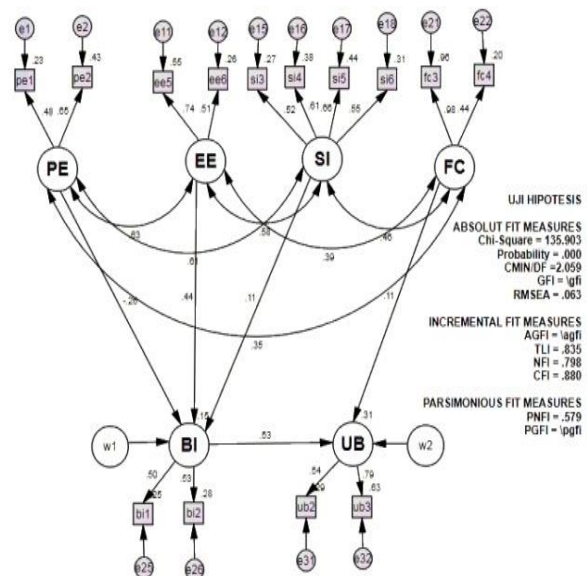 e1 e2 e11 e12 e15 e16 e17 e18 e21 e22
.23 .43 .55 .26 .27 .38 .44 .31 .96 .20
pe1 pe2 ee5 ee6 si3 si4 si5 si6 fc3 fc4
.48 .65 .74 .51 .52 .61 .66 .55 .98 .44
PE EE SI FC
.63 .58 .46
.61 .39
-.26 .44 .11 .11
.35
.15 .31
w1 BI .53 UB w2
.50 .53 .54 .79
.25 .28 .29 .63
bi1 bi2 ub2 ub3
e25 e26 e31 e32
UJI HIPOTESIS
ABSOLUT FIT MEASURES
Chi-Square = 135.903
Probability = .000
CMIN/DF =2.059
GFI = \gfi
RMSEA = .063
INCREMENTAL FIT MEASURES
AGFI = \agfi
TLI = .835
NFI = .798
CFI = .880
PARSIMONIOUS FIT MEASURES
PNFI = .579
PGFI = \pgfi